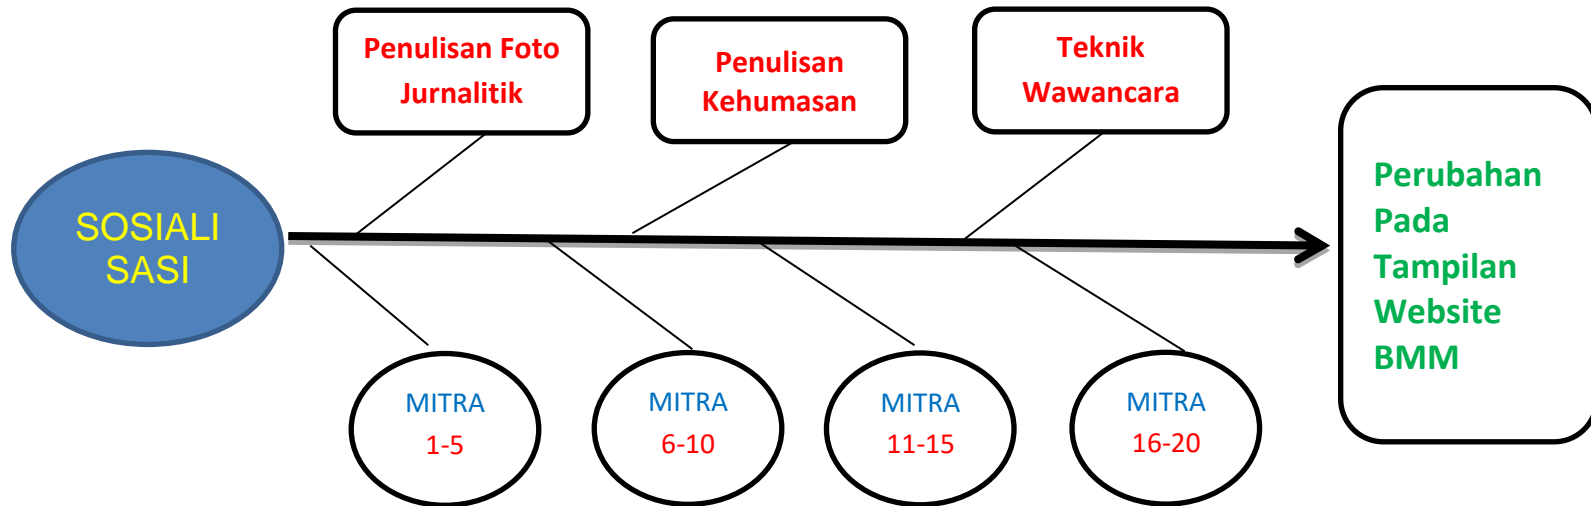 Penulisan Foto
Jurnalitik
Penulisan
Kehumasan
Teknik
Wawancara
SOSIALI
SASI
Perubahan
Pada
Tampilan
Website
BMM
MITRA
1-5
MITRA
6-10
MITRA
11-15
MITRA
16-20